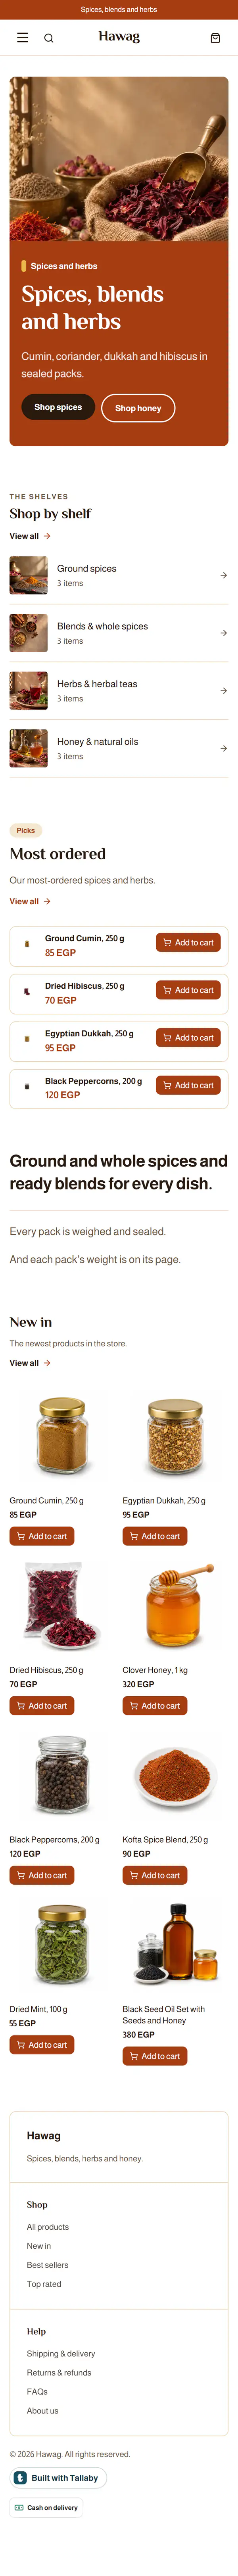 Spices, blends and herbs
Hawag
Spices and herbs
Spices, blends
and herbs
Cumin, coriander, dukkah and hibiscus in
sealed packs.
Shop spices
Shop honey
THE SHELVES
Shop by shelf
View all
Ground spices
3 items
Blends & whole spices
3 items
Herbs & herbal teas
3 items
Honey & natural oils
3 items
Picks
Most ordered
Our most-ordered spices and herbs.
View all
Ground Cumin, 250 g
85 EGP
Add to cart
Dried Hibiscus, 250 g
70 EGP
Add to cart
Egyptian Dukkah, 250 g
95 EGP
Add to cart
Black Peppercorns, 200 g
120 EGP
Add to cart
Ground and whole spices and
ready blends for every dish.
Every pack is weighed and sealed.
And each pack's weight is on its page.
New in
The newest products in the store.
View all
Ground Cumin, 250 g
85 EGP
Add to cart
Egyptian Dukkah, 250 g
95 EGP
Add to cart
Dried Hibiscus, 250 g
70 EGP
Add to cart
Clover Honey, 1 kg
320 EGP
Add to cart
Black Peppercorns, 200 g
120 EGP
Add to cart
Kofta Spice Blend, 250 g
90 EGP
Add to cart
Dried Mint, 100 g
55 EGP
Add to cart
Black Seed Oil Set with
Seeds and Honey
380 EGP
Add to cart
Hawag
Spices, blends, herbs and honey.
Shop
All products
New in
Best sellers
Top rated
Help
Shipping & delivery
Returns & refunds
FAQs
About us
© 2026 Hawag. All rights reserved.
Built with Tallaby
Cash on delivery